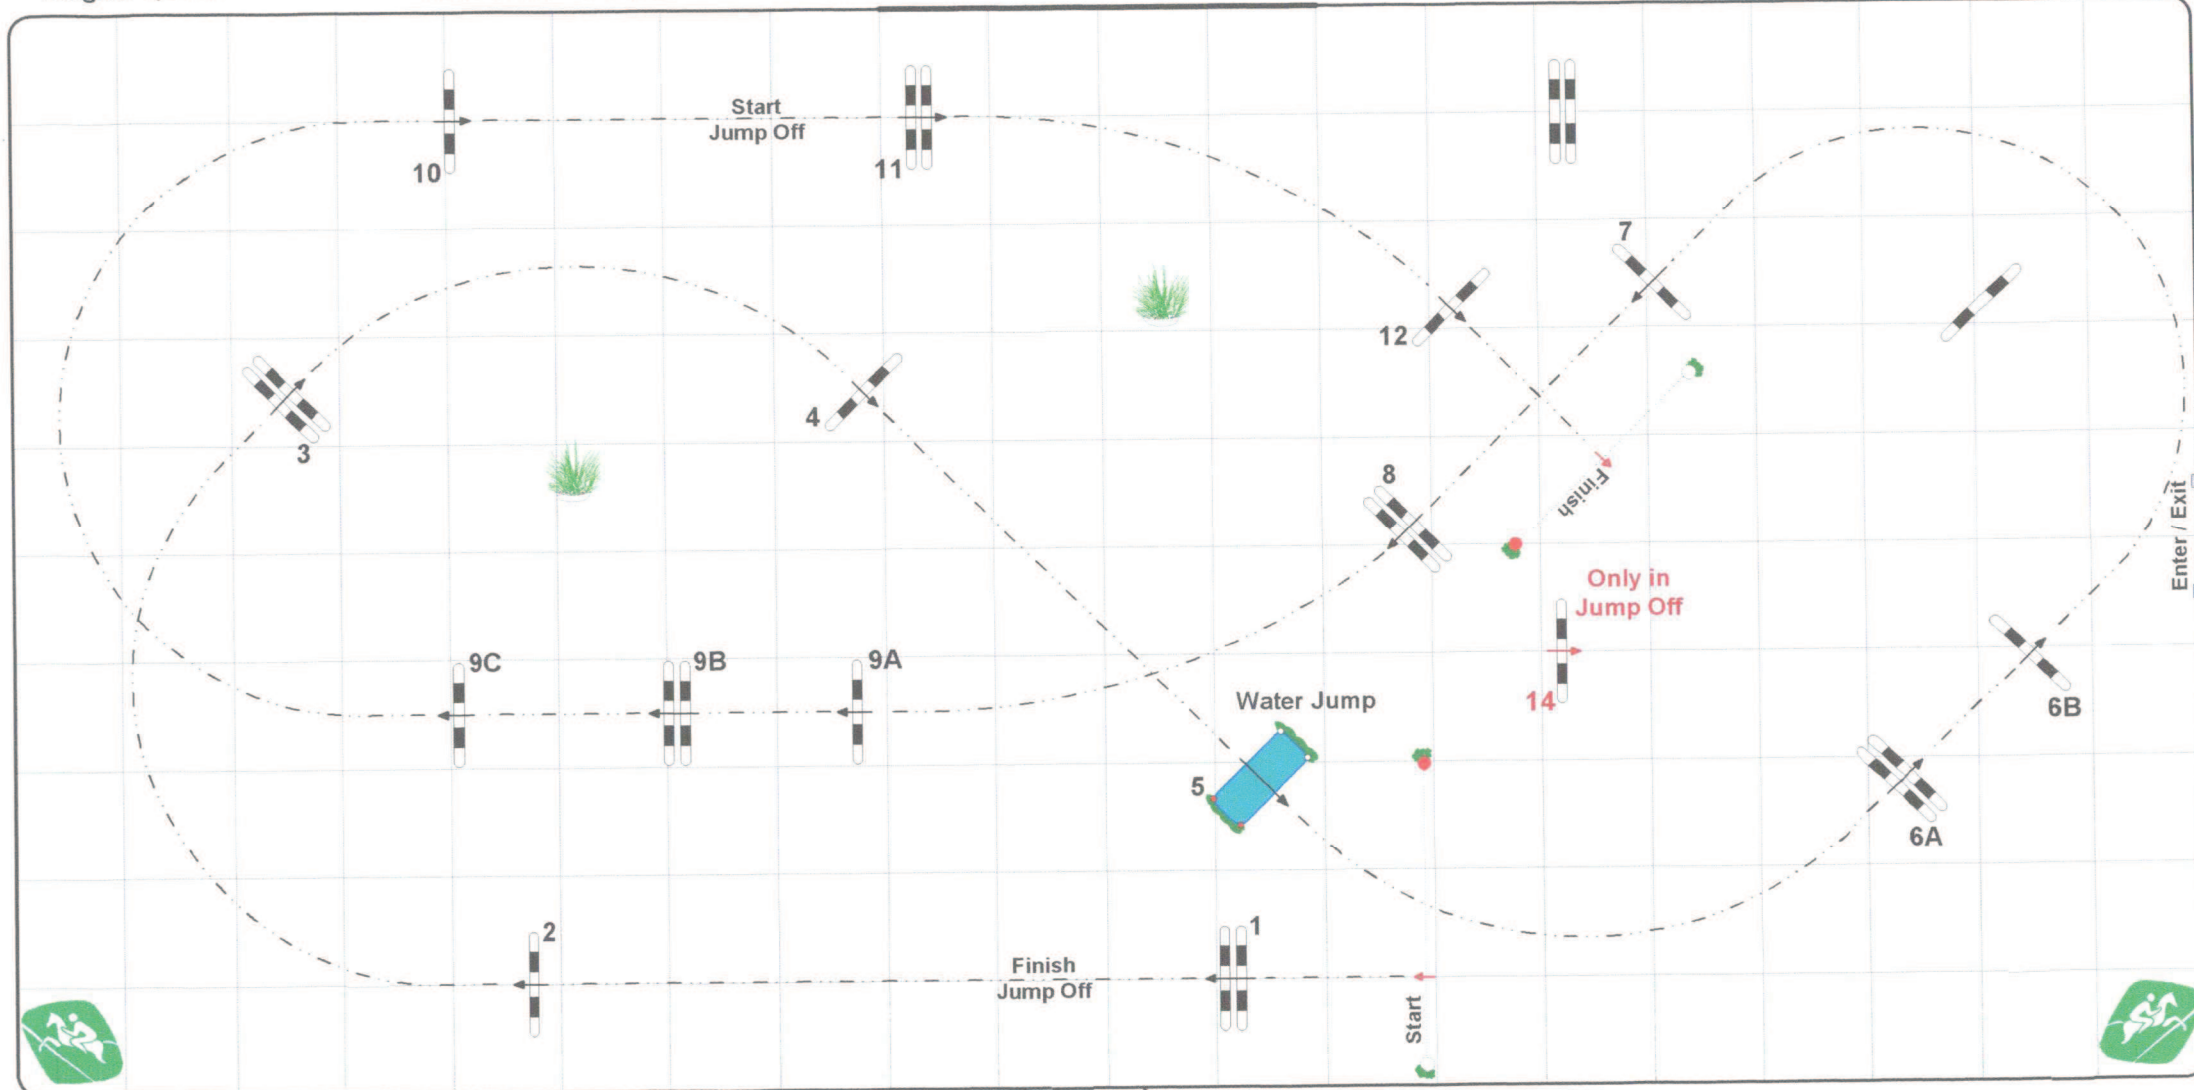 Start
Jump Off
10
11
7
12
3
4
8
Finish
Enter / Exit
Only in
Jump Off
9C
9B
9A
Water Jump
14
6B
5
6A
2
1
Finish
Jump Off
Start